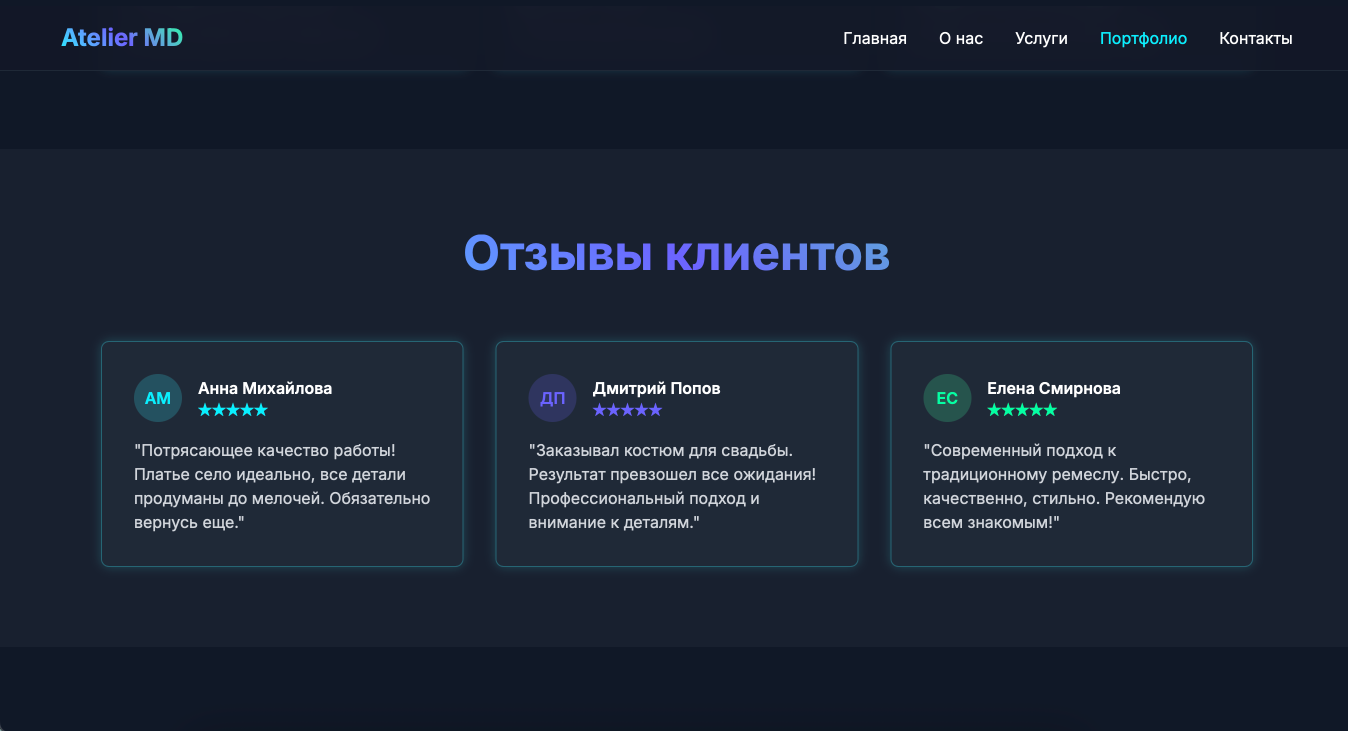 Atelier MD
Главная
О нас
Услуги
Портфолио
Контакты
Отзывы клиентов
АМ
Анна Михайлова
★★★★★
"Потрясающее качество работы!
Платье село идеально, все детали
продуманы до мелочей. Обязательно
вернусь еще."
ДП
Дмитрий Попов
★★★★★
"Заказывал костюм для свадьбы.
Результат превзошел все ожидания!
Профессиональный подход и
внимание к деталям."
ЕС
Елена Смирнова
★★★★★
"Современный подход к
традиционному ремеслу. Быстро,
качественно, стильно. Рекомендую
всем знакомым!"